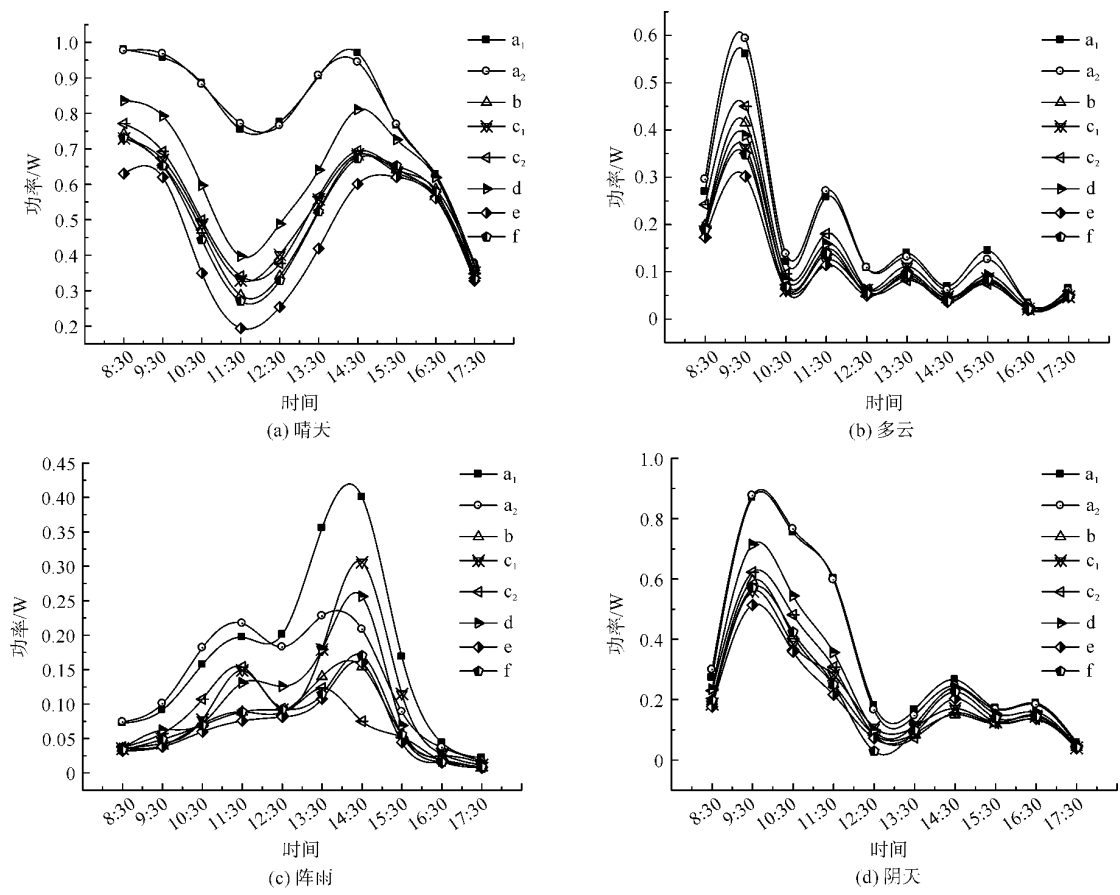 功率/W
1.0
0.9
0.8
0.7
0.6
0.5
0.4
0.3
0.2
8:30
9:30
10:30
11:30
12:30
13:30
14:30
15:30
16:30
17:30
时间
(a) 晴天
a₁
a₂
b
c₁
c₂
d
e
f
功率/W
0.6
0.5
0.4
0.3
0.2
0.1
0
8:30
9:30
10:30
11:30
12:30
13:30
14:30
15:30
16:30
17:30
时间
(b) 多云
a₁
a₂
b
c₁
c₂
d
e
f
功率/W
0.45
0.40
0.35
0.30
0.25
0.20
0.15
0.10
0.05
0
8:30
9:30
10:30
11:30
12:30
13:30
14:30
15:30
16:30
17:30
时间
(c) 阵雨
a₁
a₂
b
c₁
c₂
d
e
f
功率/W
1.0
0.8
0.6
0.4
0.2
0
8:30
9:30
10:30
11:30
12:30
13:30
14:30
15:30
16:30
17:30
时间
(d) 阴天
a₁
a₂
b
c₁
c₂
d
e
f